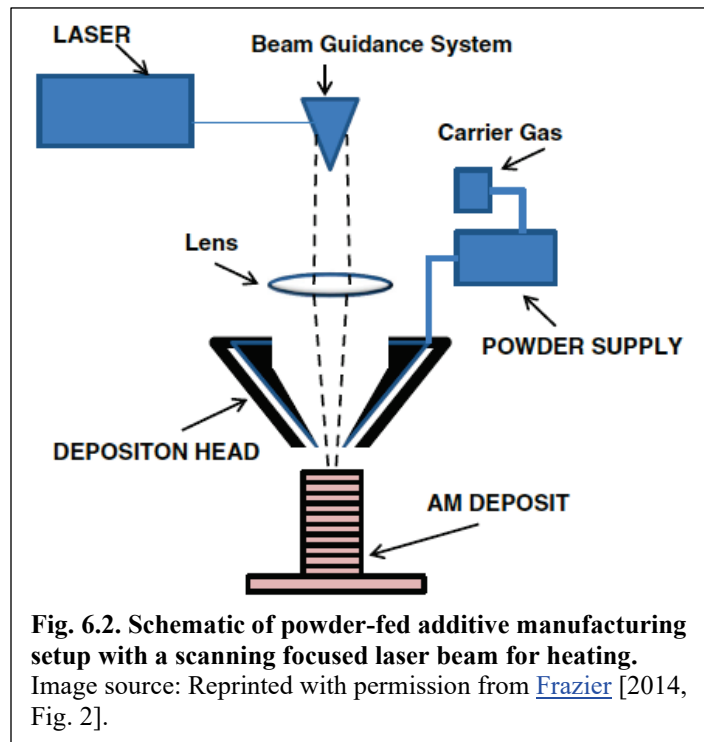 LASER
Beam Guidance System
Carrier Gas
Lens
POWDER SUPPLY
DEPOSITON HEAD
AM DEPOSIT
Fig. 6.2. Schematic of powder-fed additive manufacturing
setup with a scanning focused laser beam for heating.
Image source: Reprinted with permission from Frazier [2014,
Fig. 2].